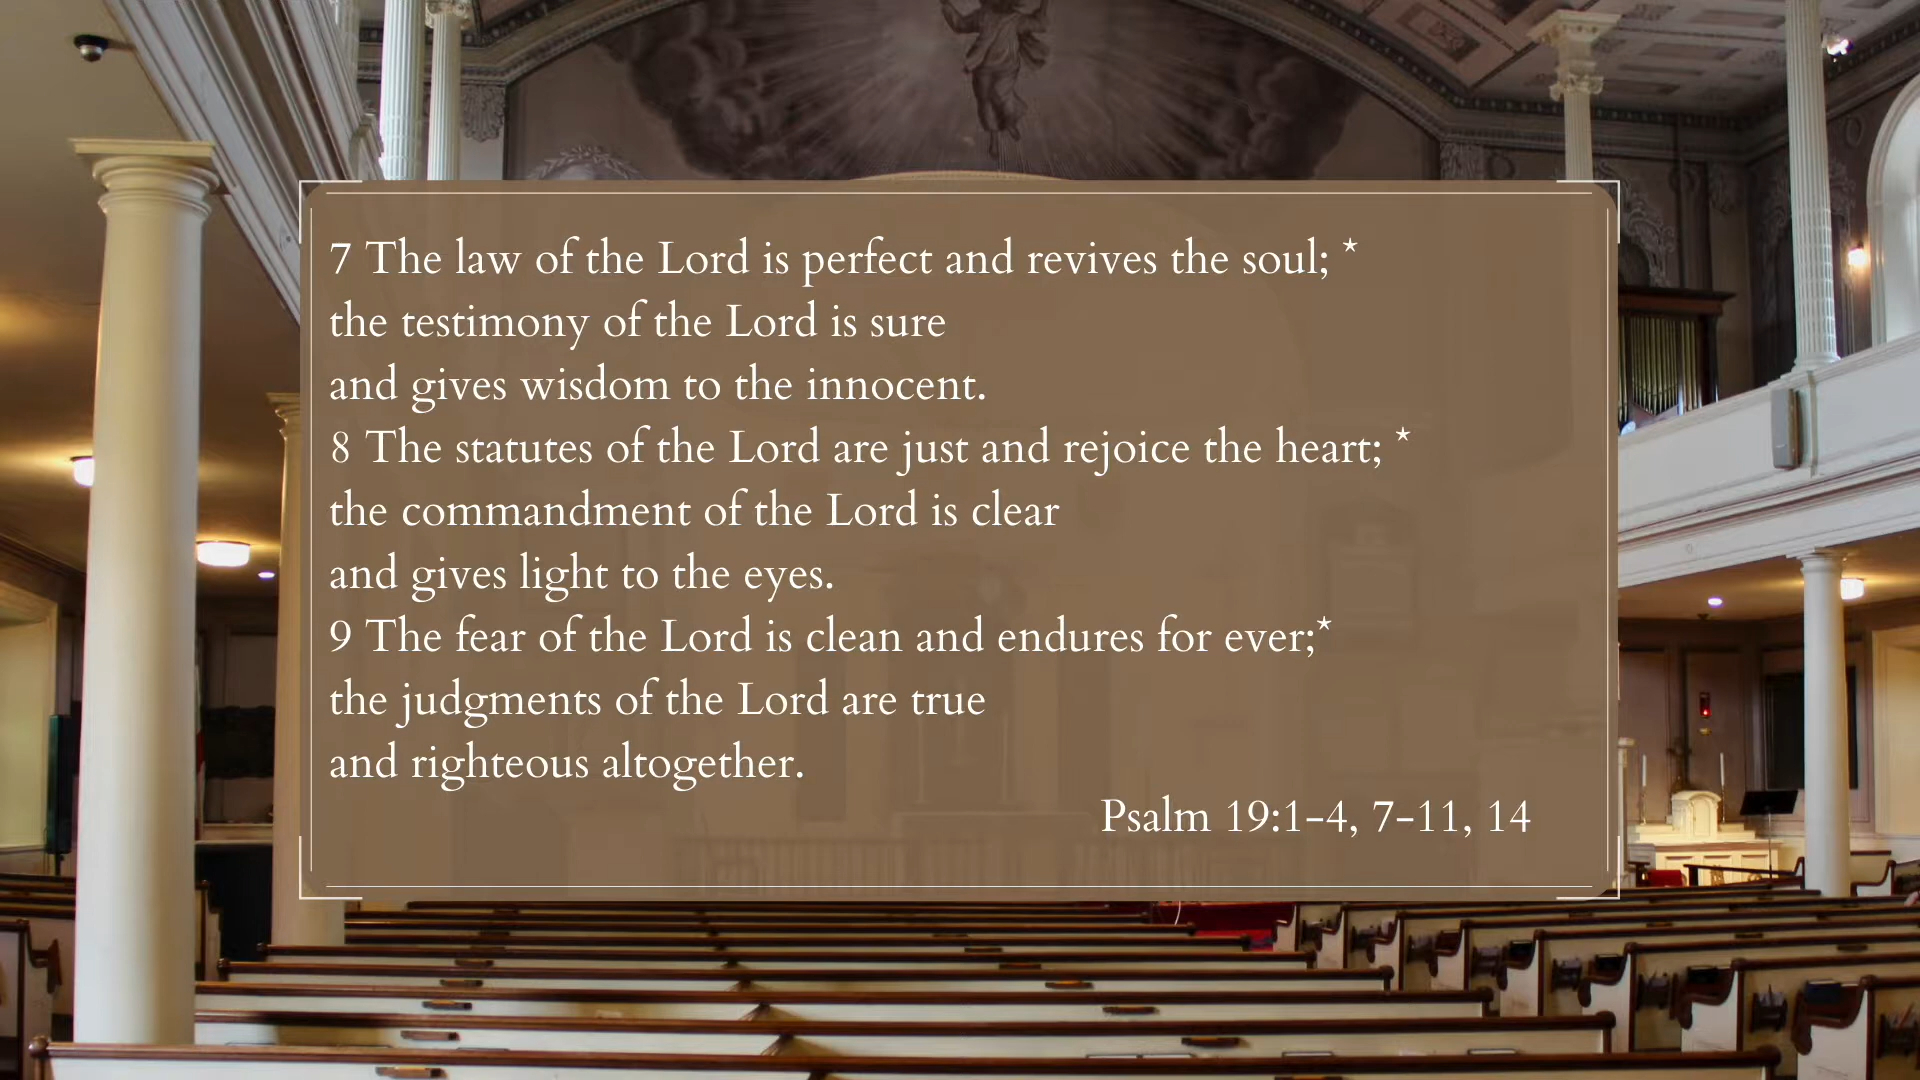 7 The law of the Lord is perfect and revives the soul; *
the testimony of the Lord is sure
and gives wisdom to the innocent.
8 The statutes of the Lord are just and rejoice the heart; *
the commandment of the Lord is clear
and gives light to the eyes.
9 The fear of the Lord is clean and endures for ever;*
the judgments of the Lord are true
and righteous altogether.
Psalm 19:1-4, 7-11, 14